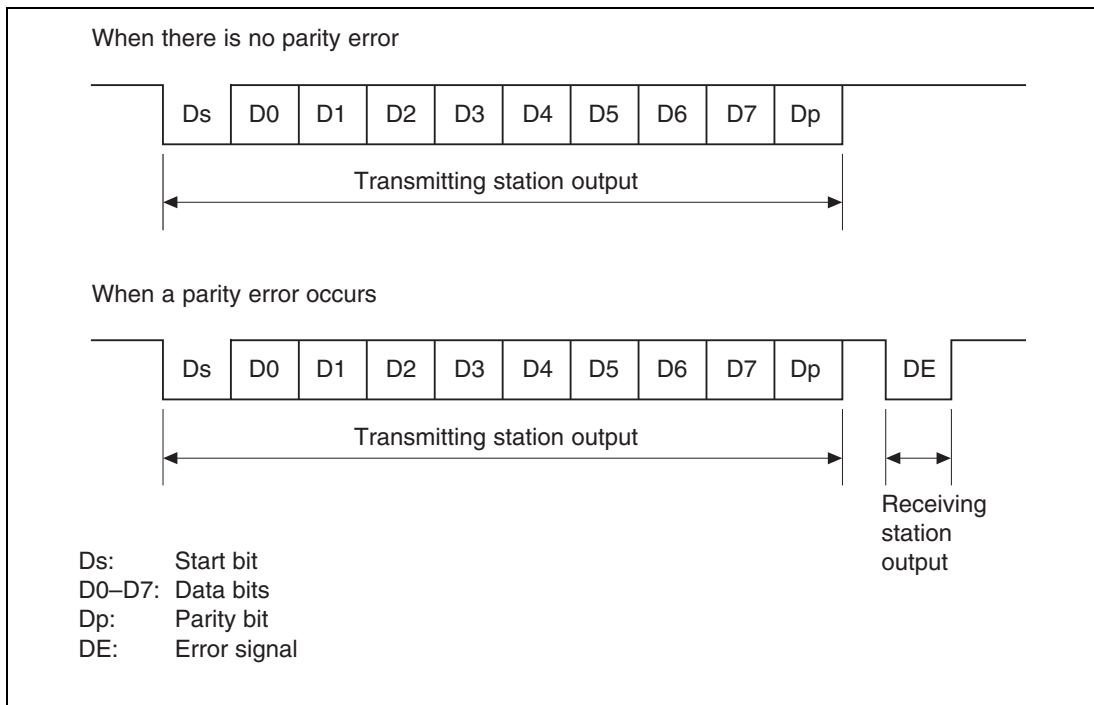 When there is no parity error
Ds D0 D1 D2 D3 D4 D5 D6 D7 Dp
Transmitting station output
When a parity error occurs
Ds D0 D1 D2 D3 D4 D5 D6 D7 Dp DE
Transmitting station output
Receiving
station
output
Ds: Start bit
D0–D7: Data bits
Dp: Parity bit
DE: Error signal